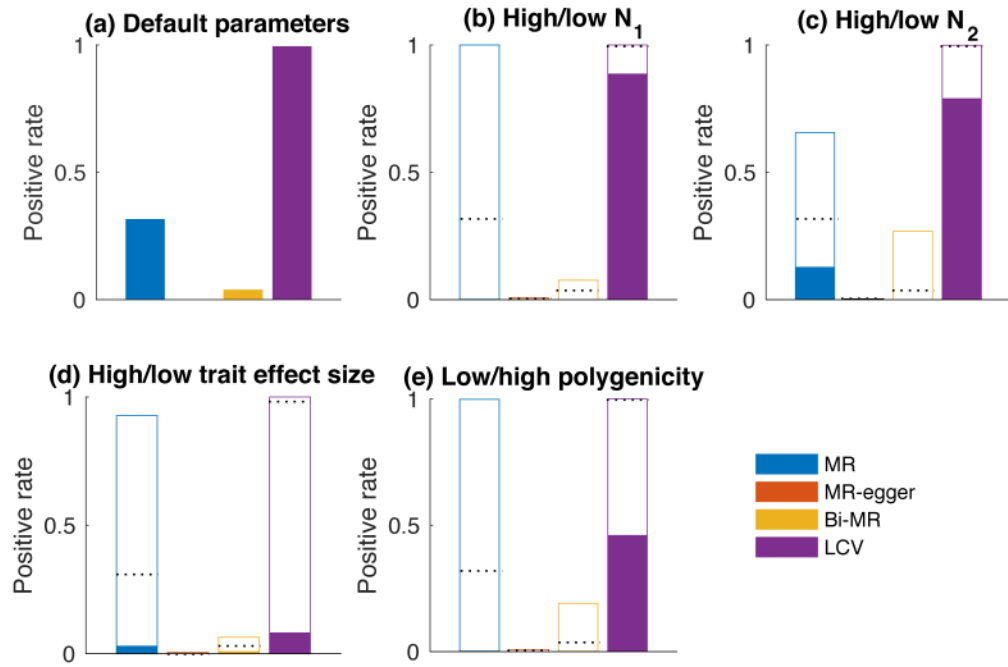 (a) Default parameters
(b) High/low N1
(c) High/low N2
1
0.5
0
Positive rate
1
0.5
0
Positive rate
1
0.5
0
Positive rate
(d) High/low trait effect size
(e) Low/high polygenicity
1
0.5
0
Positive rate
1
0.5
0
Positive rate
MR
MR-egger
Bi-MR
LCV